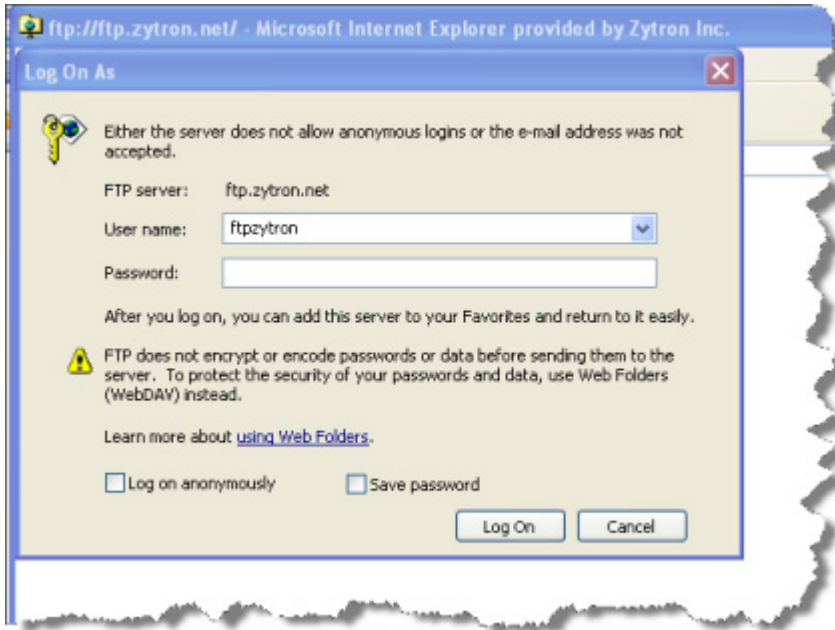 ftp://ftp.zytron.net/ - Microsoft Internet Explorer provided by Zytron Inc.
Log On As
Either the server does not allow anonymous logins or the e-mail address was not
accepted.
FTP server: ftp.zytron.net
User name: ftpzytron
Password:
After you log on, you can add this server to your Favorites and return to it easily.
FTP does not encrypt or encode passwords or data before sending them to the
server. To protect the security of your passwords and data, use Web Folders
(WebDAV) instead.
Learn more about using Web Folders.
Log on anonymously Save password
Log On Cancel